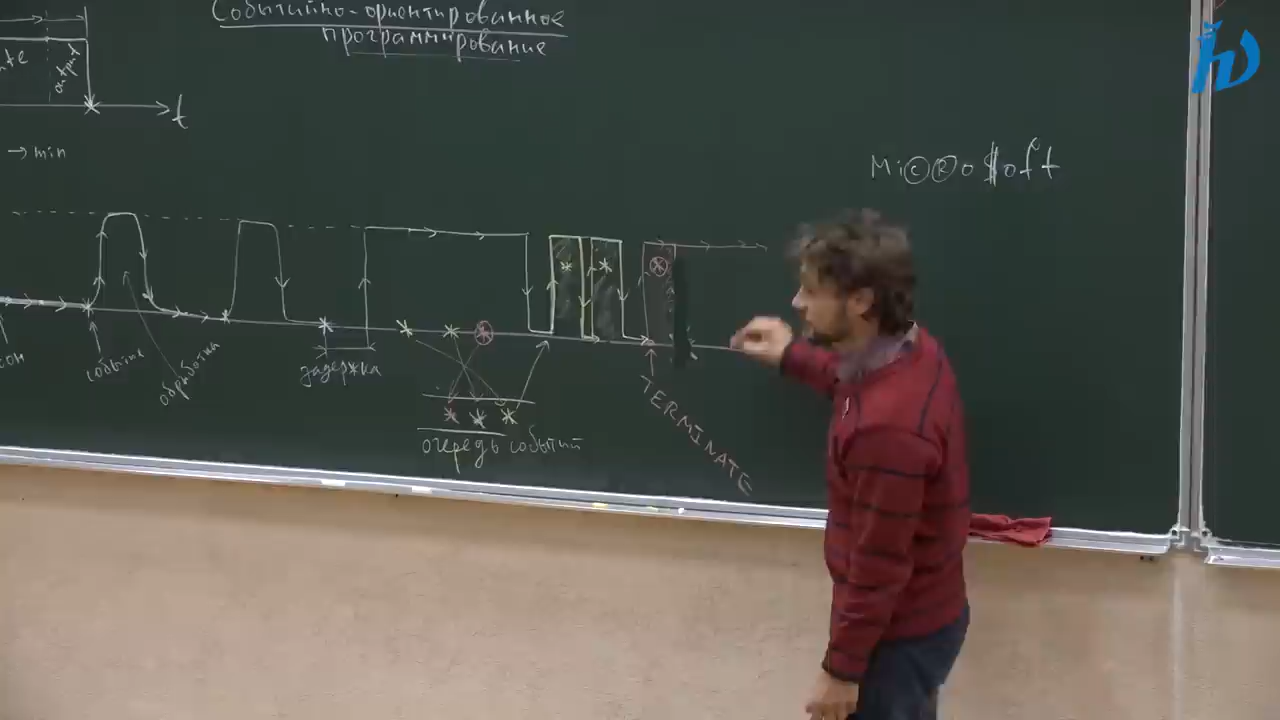 Событийно-ориентированное
программирование
t
→ min
Mi©®o$oft
событие
обработка
задержка
очередь событий
TERMINATE